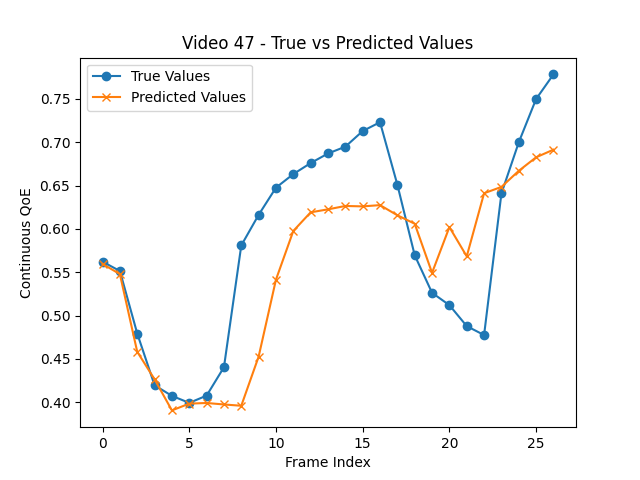 Video 47 - True vs Predicted Values
True Values
Predicted Values
Continuous QoE
0.75
0.70
0.65
0.60
0.55
0.50
0.45
0.40
0 5 10 15 20 25
Frame Index